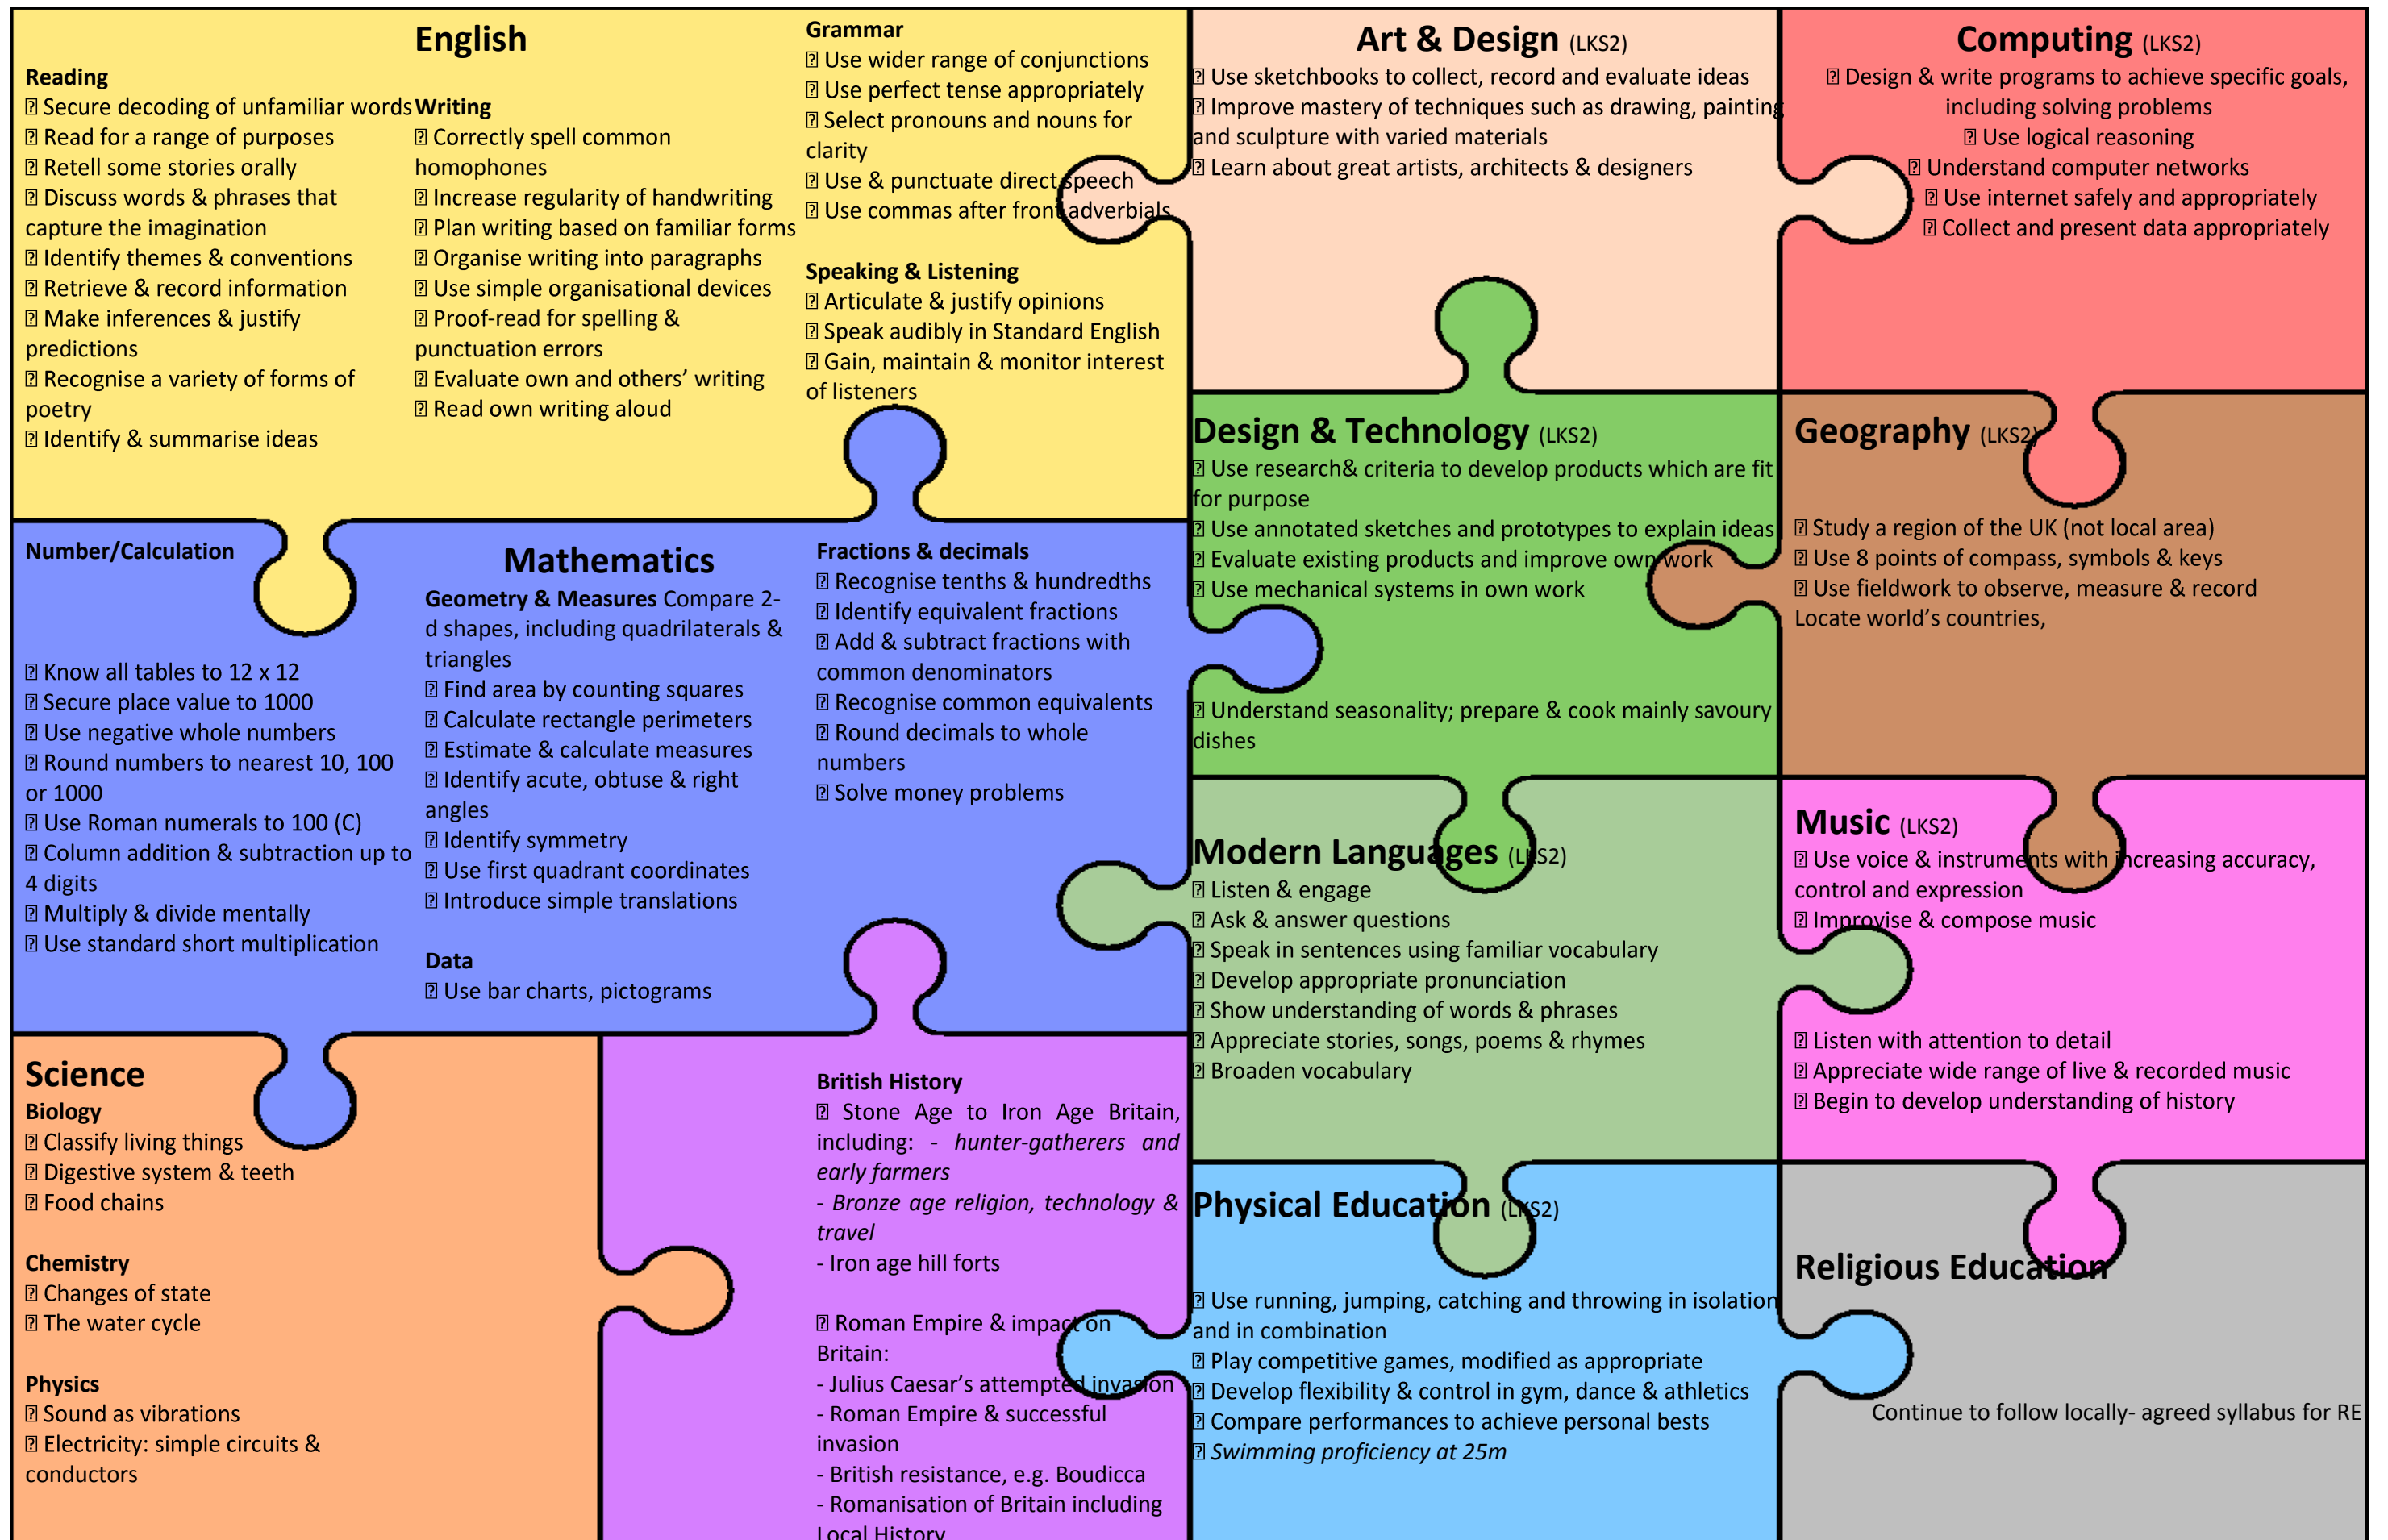 English
Reading
⍰ Secure decoding of unfamiliar words
⍰ Read for a range of purposes
⍰ Retell some stories orally
⍰ Discuss words & phrases that
capture the imagination
⍰ Identify themes & conventions
⍰ Retrieve & record information
⍰ Make inferences & justify
predictions
⍰ Recognise a variety of forms of
poetry
⍰ Identify & summarise ideas
Writing
⍰ Correctly spell common
homophones
⍰ Increase regularity of handwriting
⍰ Plan writing based on familiar forms
⍰ Organise writing into paragraphs
⍰ Use simple organisational devices
⍰ Proof-read for spelling &
punctuation errors
⍰ Evaluate own and others’ writing
⍰ Read own writing aloud
Grammar
⍰ Use wider range of conjunctions
⍰ Use perfect tense appropriately
⍰ Select pronouns and nouns for
clarity
⍰ Use & punctuate direct speech
⍰ Use commas after front adverbials
Speaking & Listening
⍰ Articulate & justify opinions
⍰ Speak audibly in Standard English
⍰ Gain, maintain & monitor interest
of listeners
Art & Design (LKS2)
⍰ Use sketchbooks to collect, record and evaluate ideas
⍰ Improve mastery of techniques such as drawing, painting
and sculpture with varied materials
⍰ Learn about great artists, architects & designers
Computing (LKS2)
⍰ Design & write programs to achieve specific goals,
including solving problems
⍰ Use logical reasoning
⍰ Understand computer networks
⍰ Use internet safely and appropriately
⍰ Collect and present data appropriately
Design & Technology (LKS2)
⍰ Use research& criteria to develop products which are fit
for purpose
⍰ Use annotated sketches and prototypes to explain ideas
⍰ Evaluate existing products and improve own work
⍰ Use mechanical systems in own work
⍰ Understand seasonality; prepare & cook mainly savoury
dishes
Geography (LKS2)
⍰ Study a region of the UK (not local area)
⍰ Use 8 points of compass, symbols & keys
⍰ Use fieldwork to observe, measure & record
Locate world’s countries,
Number/Calculation
⍰ Know all tables to 12 x 12
⍰ Secure place value to 1000
⍰ Use negative whole numbers
⍰ Round numbers to nearest 10, 100
or 1000
⍰ Use Roman numerals to 100 (C)
⍰ Column addition & subtraction up to
4 digits
⍰ Multiply & divide mentally
⍰ Use standard short multiplication
Mathematics
Geometry & Measures Compare 2-
d shapes, including quadrilaterals &
triangles
⍰ Find area by counting squares
⍰ Calculate rectangle perimeters
⍰ Estimate & calculate measures
⍰ Identify acute, obtuse & right
angles
⍰ Identify symmetry
⍰ Use first quadrant coordinates
⍰ Introduce simple translations
Data
⍰ Use bar charts, pictograms
Fractions & decimals
⍰ Recognise tenths & hundredths
⍰ Identify equivalent fractions
⍰ Add & subtract fractions with
common denominators
⍰ Recognise common equivalents
⍰ Round decimals to whole
numbers
⍰ Solve money problems
Modern Languages (LKS2)
⍰ Listen & engage
⍰ Ask & answer questions
⍰ Speak in sentences using familiar vocabulary
⍰ Develop appropriate pronunciation
⍰ Show understanding of words & phrases
⍰ Appreciate stories, songs, poems & rhymes
⍰ Broaden vocabulary
Music (LKS2)
⍰ Use voice & instruments with increasing accuracy,
control and expression
⍰ Improvise & compose music
⍰ Listen with attention to detail
⍰ Appreciate wide range of live & recorded music
⍰ Begin to develop understanding of history
Science
Biology
⍰ Classify living things
⍰ Digestive system & teeth
⍰ Food chains
Chemistry
⍰ Changes of state
⍰ The water cycle
Physics
⍰ Sound as vibrations
⍰ Electricity: simple circuits &
conductors
British History
⍰ Stone Age to Iron Age Britain,
including: - hunter-gatherers and
early farmers
- Bronze age religion, technology &
travel
- Iron age hill forts
⍰ Roman Empire & impact on
Britain:
- Julius Caesar’s attempted invasion
- Roman Empire & successful
invasion
- British resistance, e.g. Boudicca
- Romanisation of Britain including
Local History
Physical Education (LKS2)
⍰ Use running, jumping, catching and throwing in isolation
and in combination
⍰ Play competitive games, modified as appropriate
⍰ Develop flexibility & control in gym, dance & athletics
⍰ Compare performances to achieve personal bests
⍰ Swimming proficiency at 25m
Religious Education
Continue to follow locally- agreed syllabus for RE